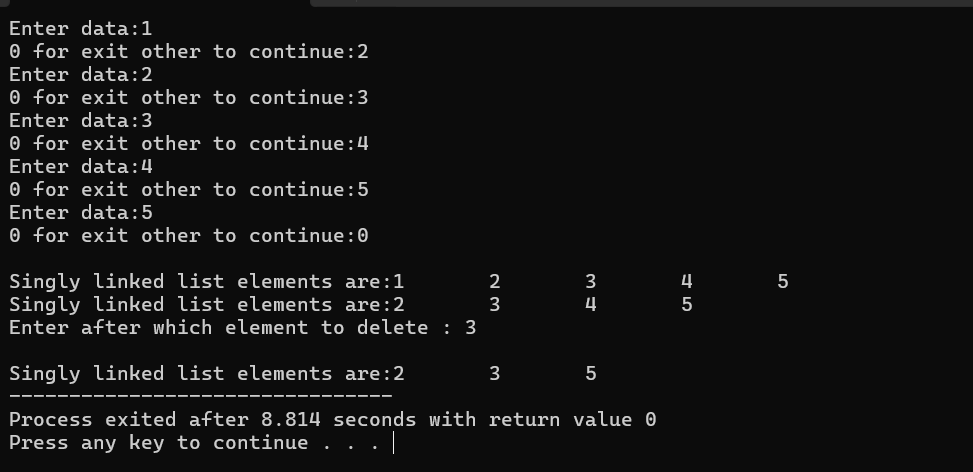 Enter data:1
0 for exit other to continue:2
Enter data:2
0 for exit other to continue:3
Enter data:3
0 for exit other to continue:4
Enter data:4
0 for exit other to continue:5
Enter data:5
0 for exit other to continue:0
Singly linked list elements are:1 2 3 4 5
Singly linked list elements are:2 3 4 5
Enter after which element to delete : 3
Singly linked list elements are:2 3 5
--------------------------------
Process exited after 8.814 seconds with return value 0
Press any key to continue . . .